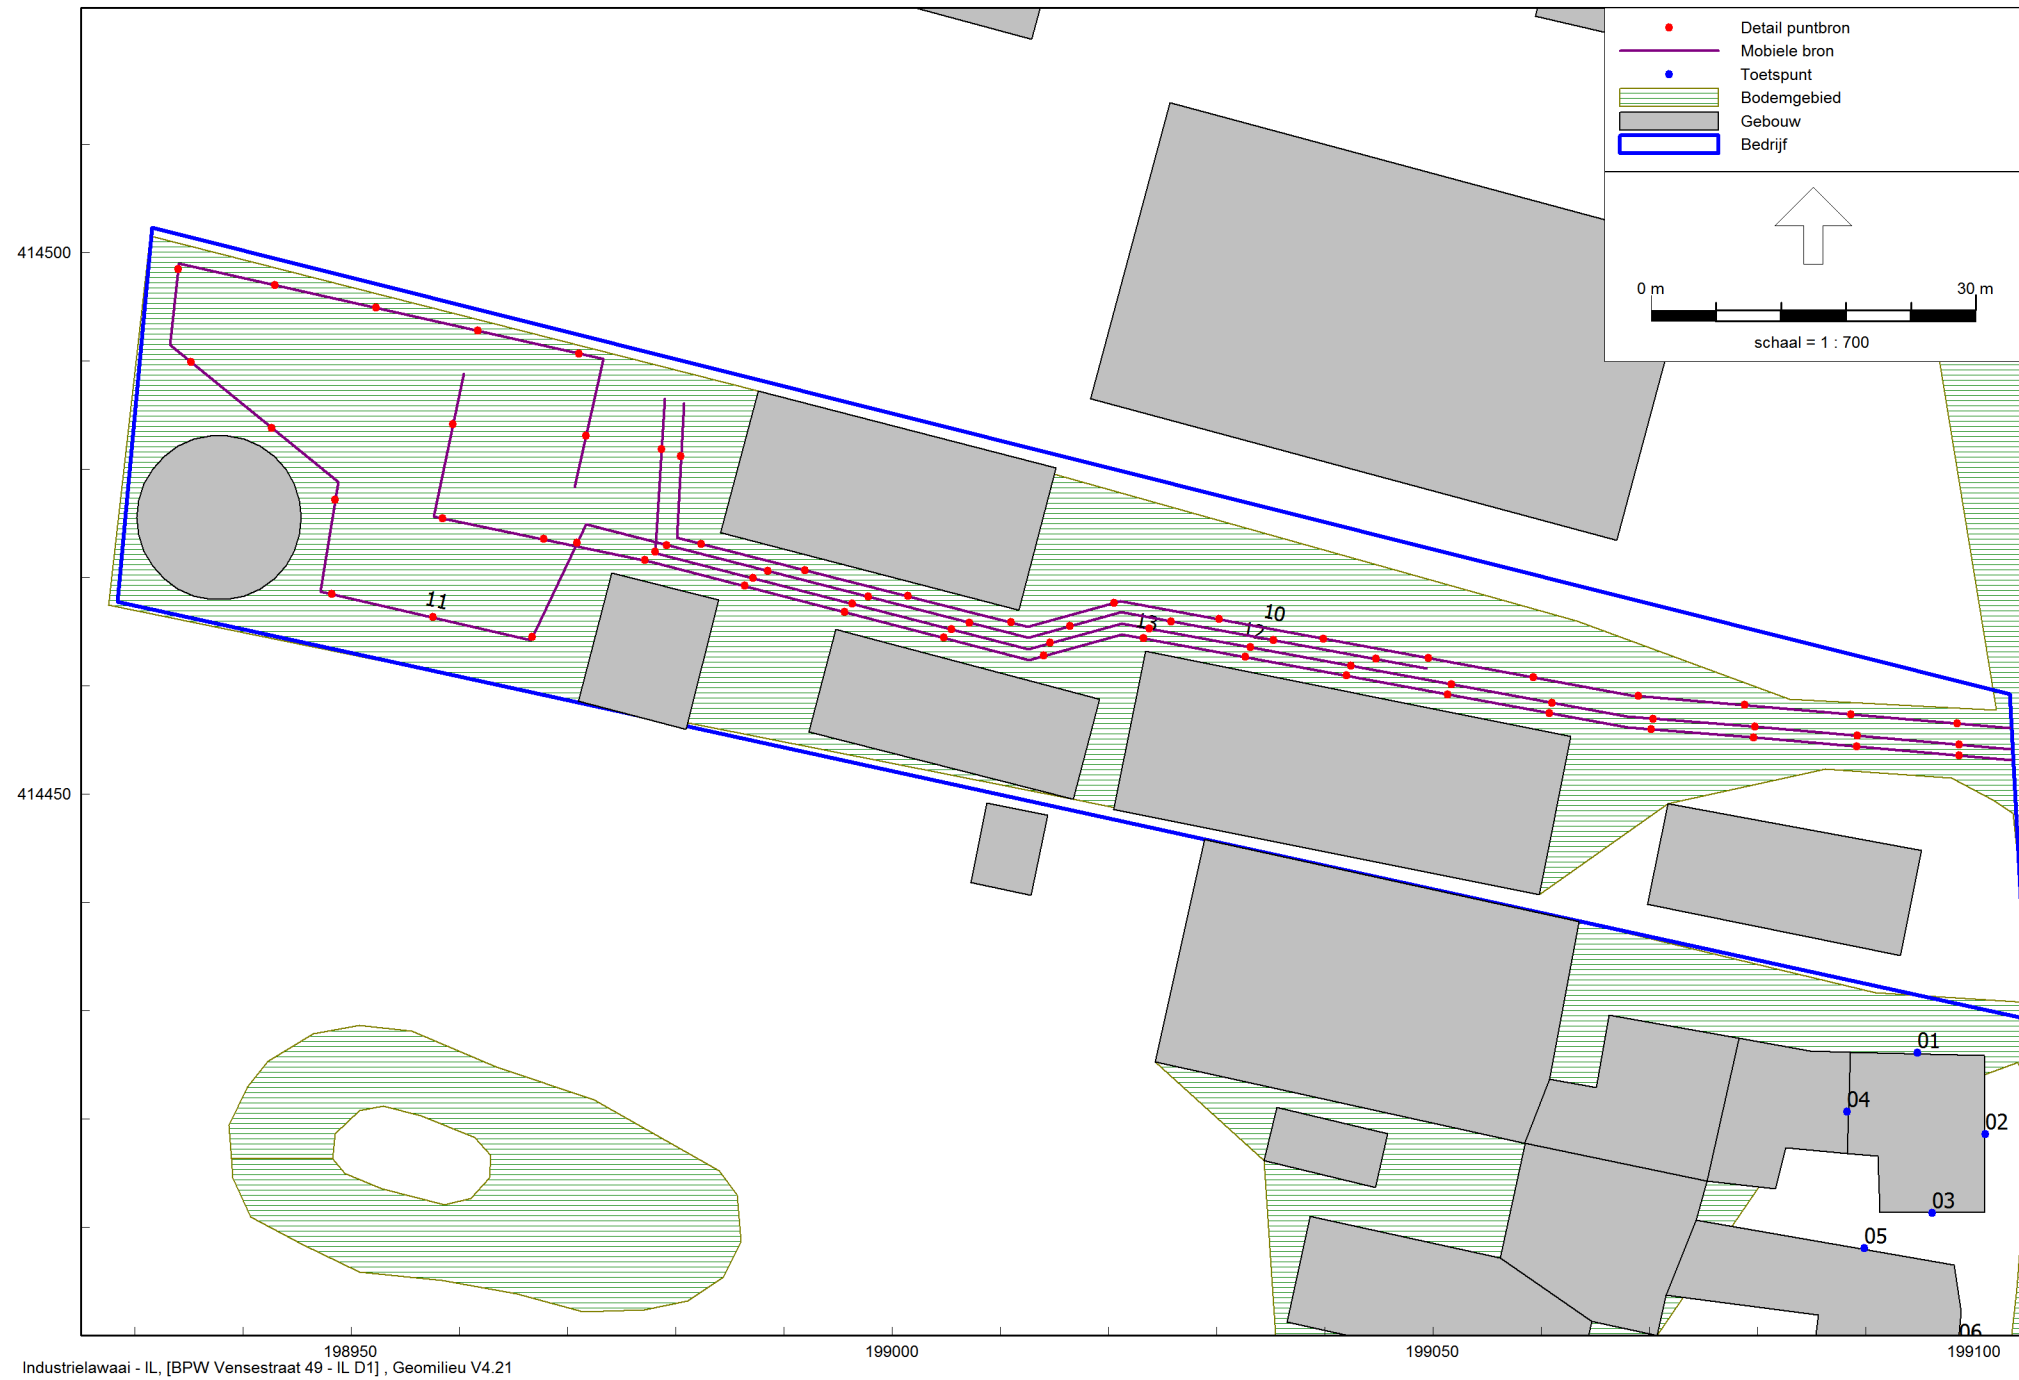 Detail puntbron
Mobiele bron
Toetspunt
Bodemgebied
Gebouw
Bedrijf
0 m 30 m
schaal = 1 : 700
414500
414450
11
10
13
12
01
04
02
03
05
06
198950 199000 199050 199100
Industrielawaai - IL, [BPW Vensestraat 49 - IL D1] , Geomilieu V4.21